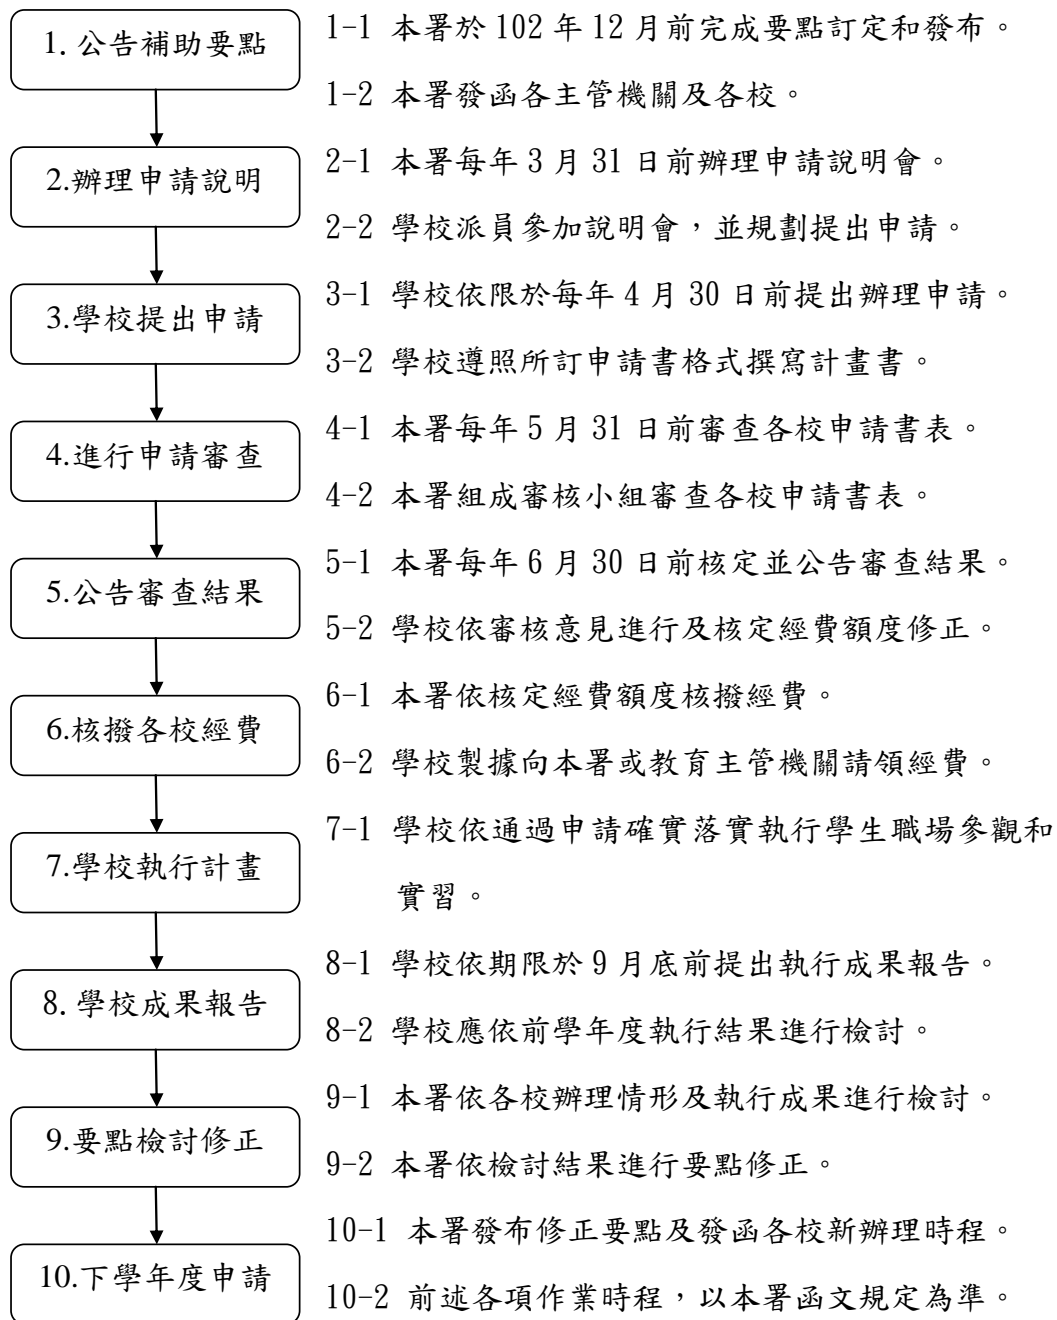 1. 公告補助要點
1-1 本署於 102 年 12 月前完成要點訂定和發布。
1-2 本署發函各主管機關及各校。
2.辦理申請說明
2-1 本署每年 3 月 31 日前辦理申請說明會。
2-2 學校派員參加說明會，並規劃提出申請。
3.學校提出申請
3-1 學校依限於每年 4 月 30 日前提出辦理申請。
3-2 學校遵照所訂申請書格式撰寫計畫書。
4.進行申請審查
4-1 本署每年 5 月 31 日前審查各校申請書表。
4-2 本署組成審核小組審查各校申請書表。
5.公告審查結果
5-1 本署每年 6 月 30 日前核定並公告審查結果。
5-2 學校依審核意見進行及核定經費額度修正。
6.核撥各校經費
6-1 本署依核定經費額度核撥經費。
6-2 學校製據向本署或教育主管機關請領經費。
7.學校執行計畫
7-1 學校依通過申請確實落實執行學生職場參觀和
實習。
8. 學校成果報告
8-1 學校依期限於 9 月底前提出執行成果報告。
8-2 學校應依前學年度執行結果進行檢討。
9.要點檢討修正
9-1 本署依各校辦理情形及執行成果進行檢討。
9-2 本署依檢討結果進行要點修正。
10.下學年度申請
10-1 本署發布修正要點及發函各校新辦理時程。
10-2 前述各項作業時程，以本署函文規定為準。